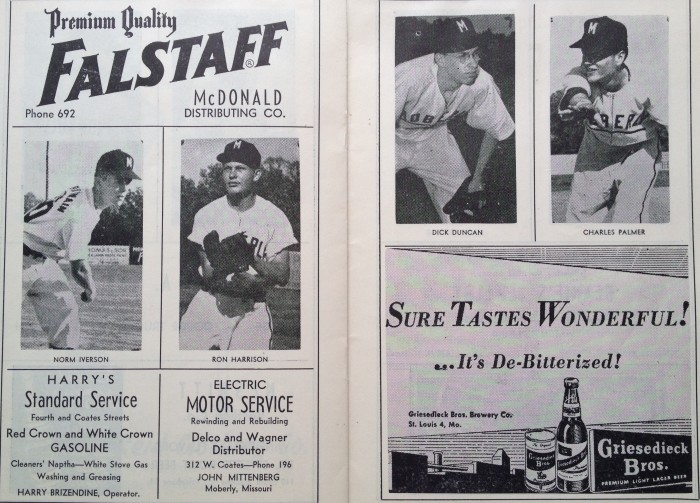 Premium Quality
FALSTAFF
McDONALD
Phone 692
DISTRIBUTING CO.
M
M
NORM IVERSON
RON HARRISON
HARRY'S
Standard Service
Fourth and Coates Streets
Red Crown and White Crown
GASOLINE
Cleaners' Naptha—White Stove Gas
Washing and Greasing
HARRY BRIZENDINE, Operator.
ELECTRIC
MOTOR SERVICE
Rewinding and Rebuilding
Delco and Wagner
Distributor
312 W. Coates—Phone 196
JOHN MITTENBERG
Moberly, Missouri
M
M
DICK DUNCAN
CHARLES PALMER
SURE TASTES WONDERFUL!
...It's De-Bitterized!
Griesedieck Bros. Brewery Co.
St. Louis 4, Mo.
Griesedieck
Bros.
PREMIUM LIGHT LAGER BEER